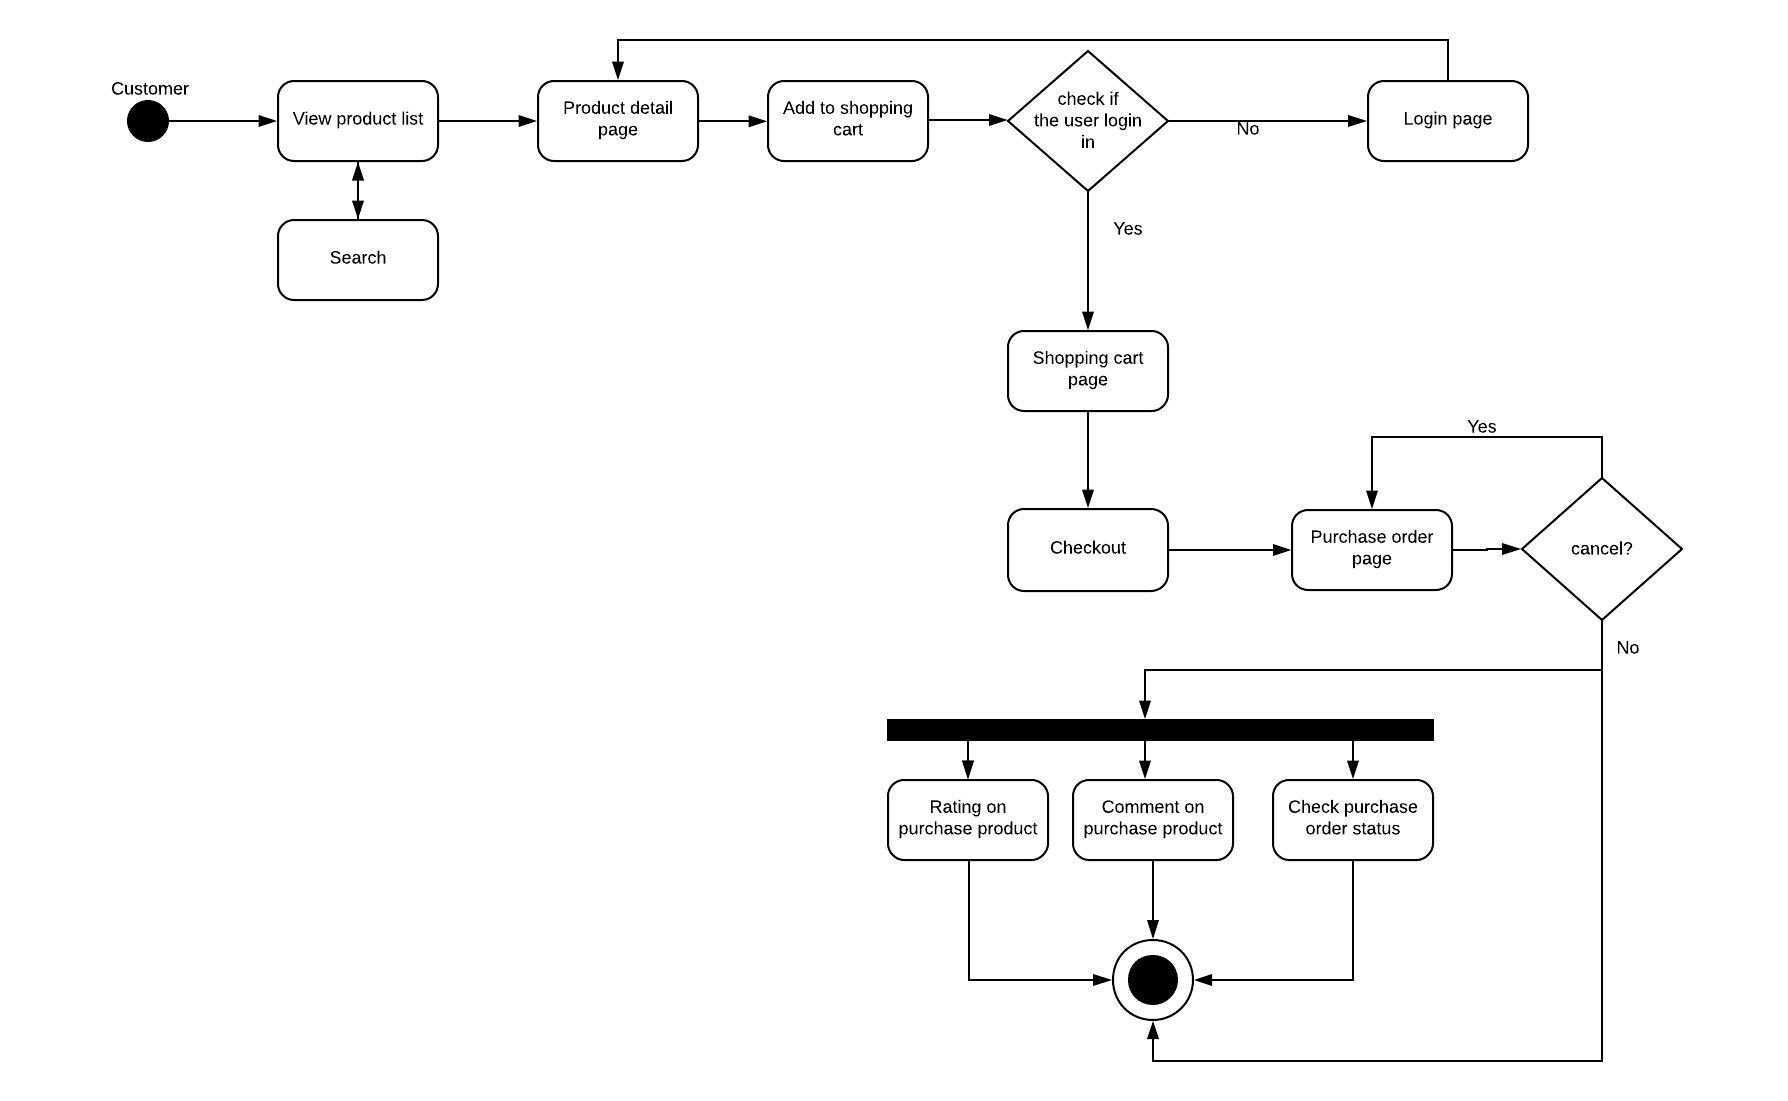 Customer
View product list
Product detail
page
Add to shopping
cart
check if
the user login
in
No
Login page
Yes
Search
Shopping cart
page
Yes
Checkout
Purchase order
page
cancel?
No
Rating on
purchase product
Comment on
purchase product
Check purchase
order status